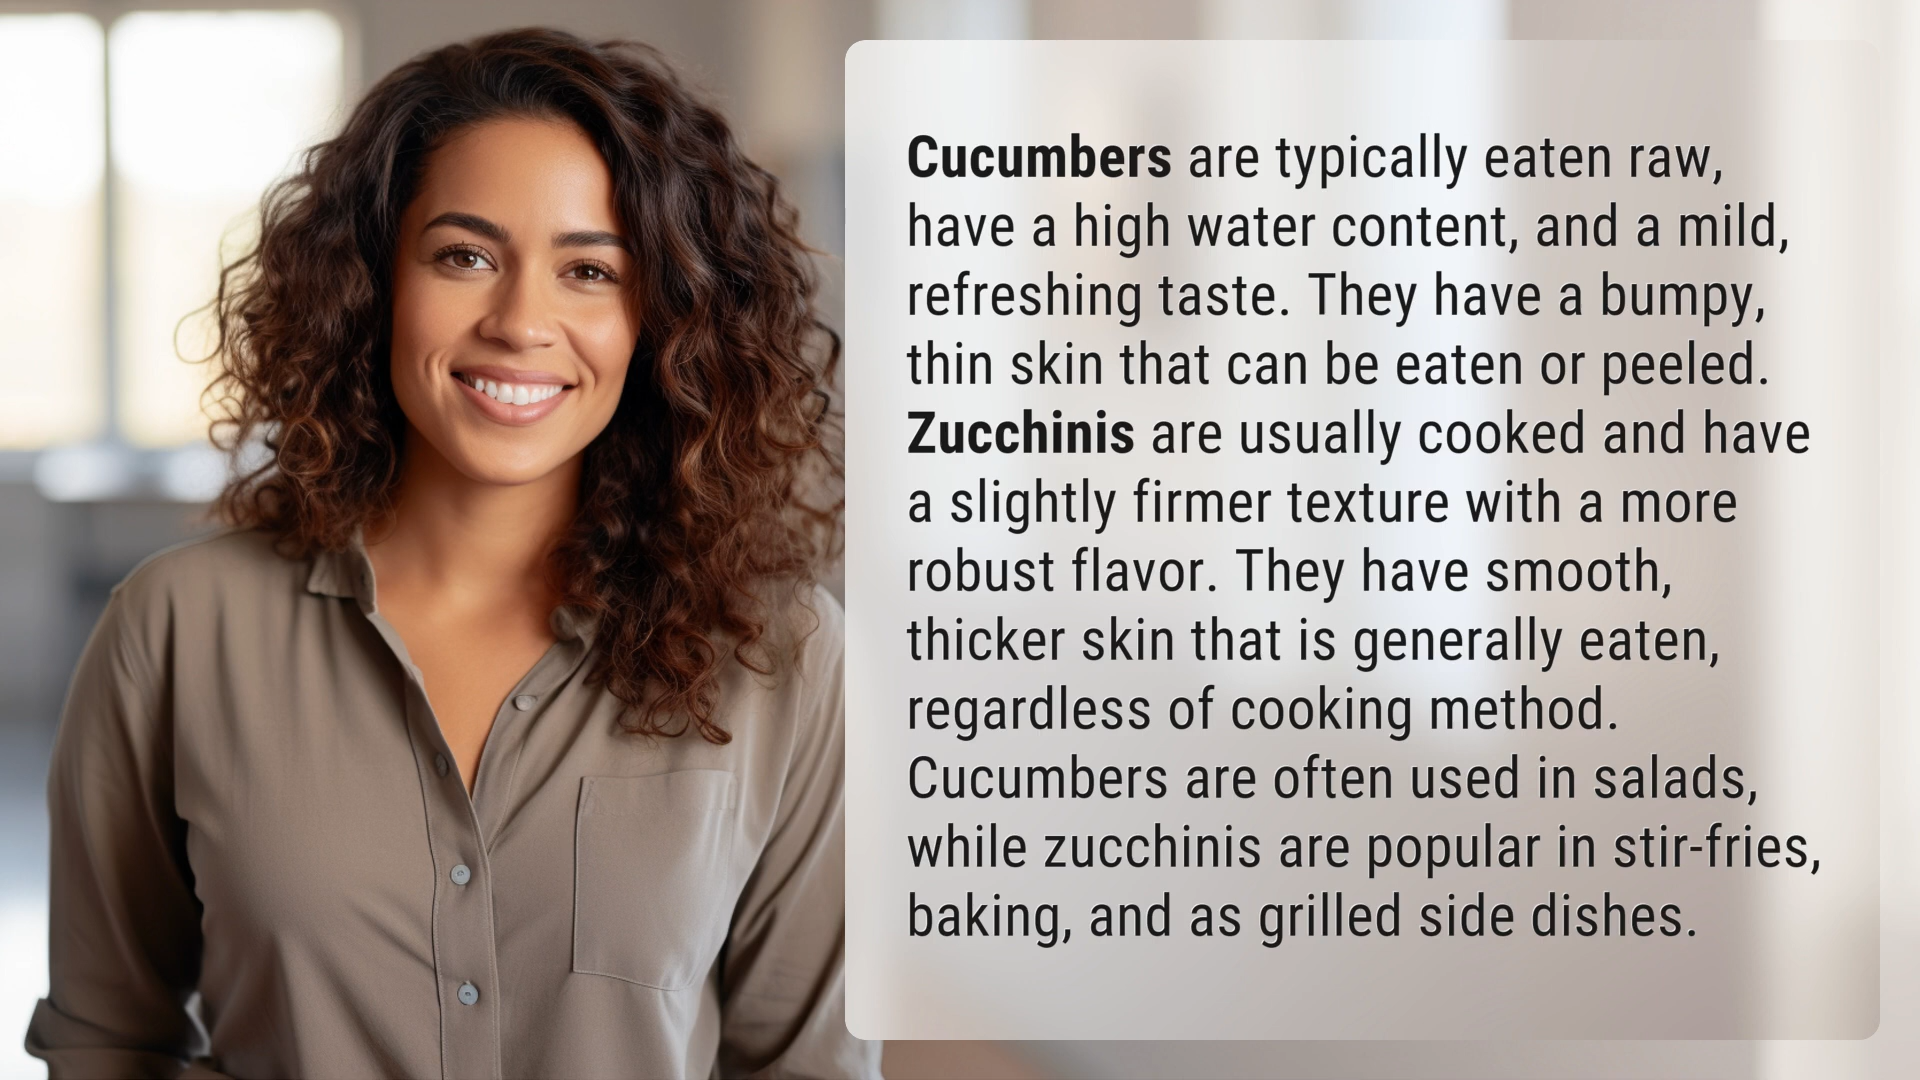 Cucumbers are typically eaten raw,
have a high water content, and a mild,
refreshing taste. They have a bumpy,
thin skin that can be eaten or peeled.
Zucchinis are usually cooked and have
a slightly firmer texture with a more
robust flavor. They have smooth,
thicker skin that is generally eaten,
regardless of cooking method.
Cucumbers are often used in salads,
while zucchinis are popular in stir-fries,
baking, and as grilled side dishes.